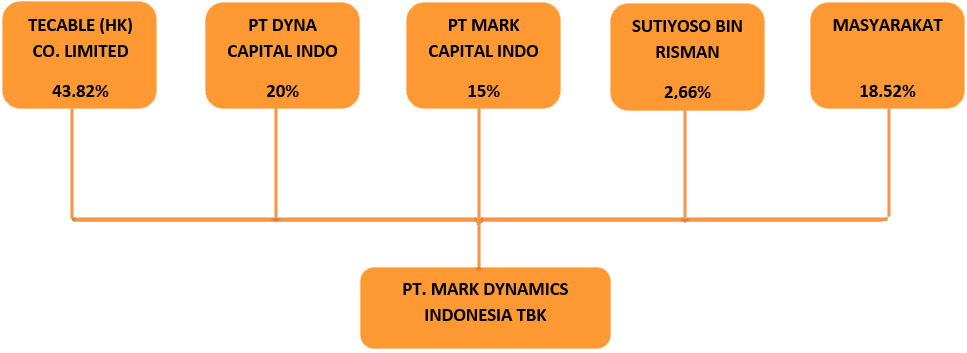 TECABLE (HK)
CO. LIMITED
43.82%
PT DYNA
CAPITAL INDO
20%
PT MARK
CAPITAL INDO
15%
SUTIYOSO BIN
RISMAN
2,66%
MASYARAKAT
18.52%
PT. MARK DYNAMICS
INDONESIA TBK